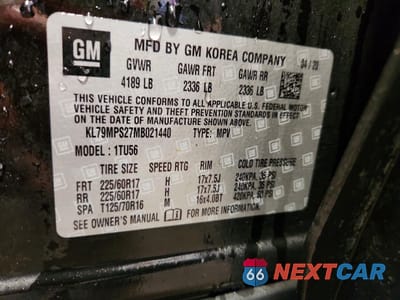 GM
MFD BY GM KOREA COMPANY 04 / 20
GVWR GAWR FRT GAWR RR
4189 LB 2336 LB 2336 LB
THIS VEHICLE CONFORMS TO ALL APPLICABLE U.S. FEDERAL MOTOR
VEHICLE SAFETY, BUMPER, AND THEFT PREVENTION STANDARDS IN EFFECT
ON THE DATE OF MANUFACTURE SHOWN ABOVE.
KL79MPS27MB021440 TYPE: MPV
MODEL : 1TU56
TIRE SIZE SPEED RTG RIM COLD TIRE PRESSURE
FRT 225/60R17 H 17x7.5J 240KPA, 35 PSI
RR 225/60R17 H 17x7.5J 240KPA, 35 PSI
SPA T125/70R16 M 16x4.0BT 420KPA, 60 PSI
SEE OWNER'S MANUAL FOR MORE INFORMATION.
66 NEXTCAR